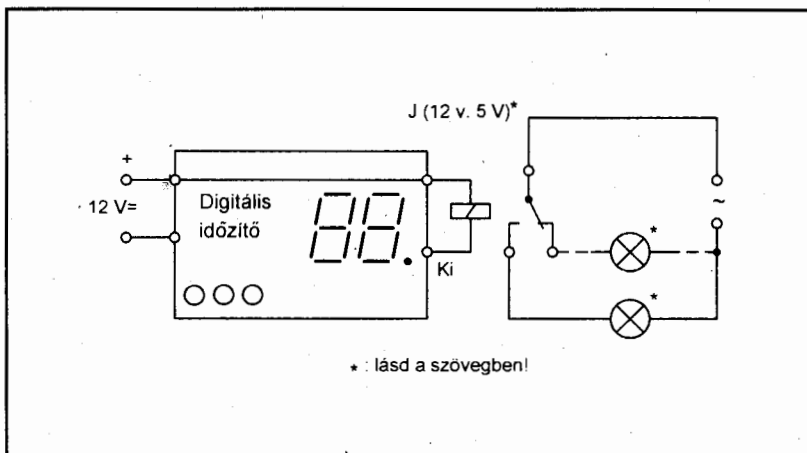 J (12 v. 5 V)*
+
12 V=
Digitális
időzítő
88.
Ki
~
*
*
* : lásd a szövegben!